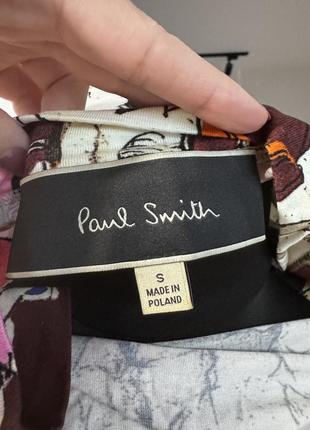 Paul Smith
S
MADE IN
POLAND